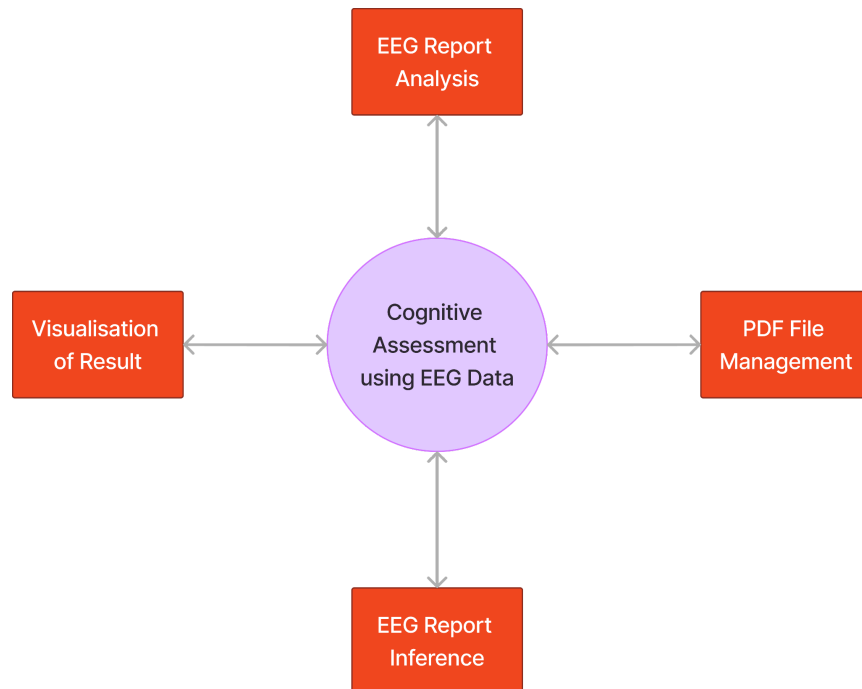 EEG Report
Analysis
Visualisation
of Result
Cognitive
Assessment
using EEG Data
PDF File
Management
EEG Report
Inference